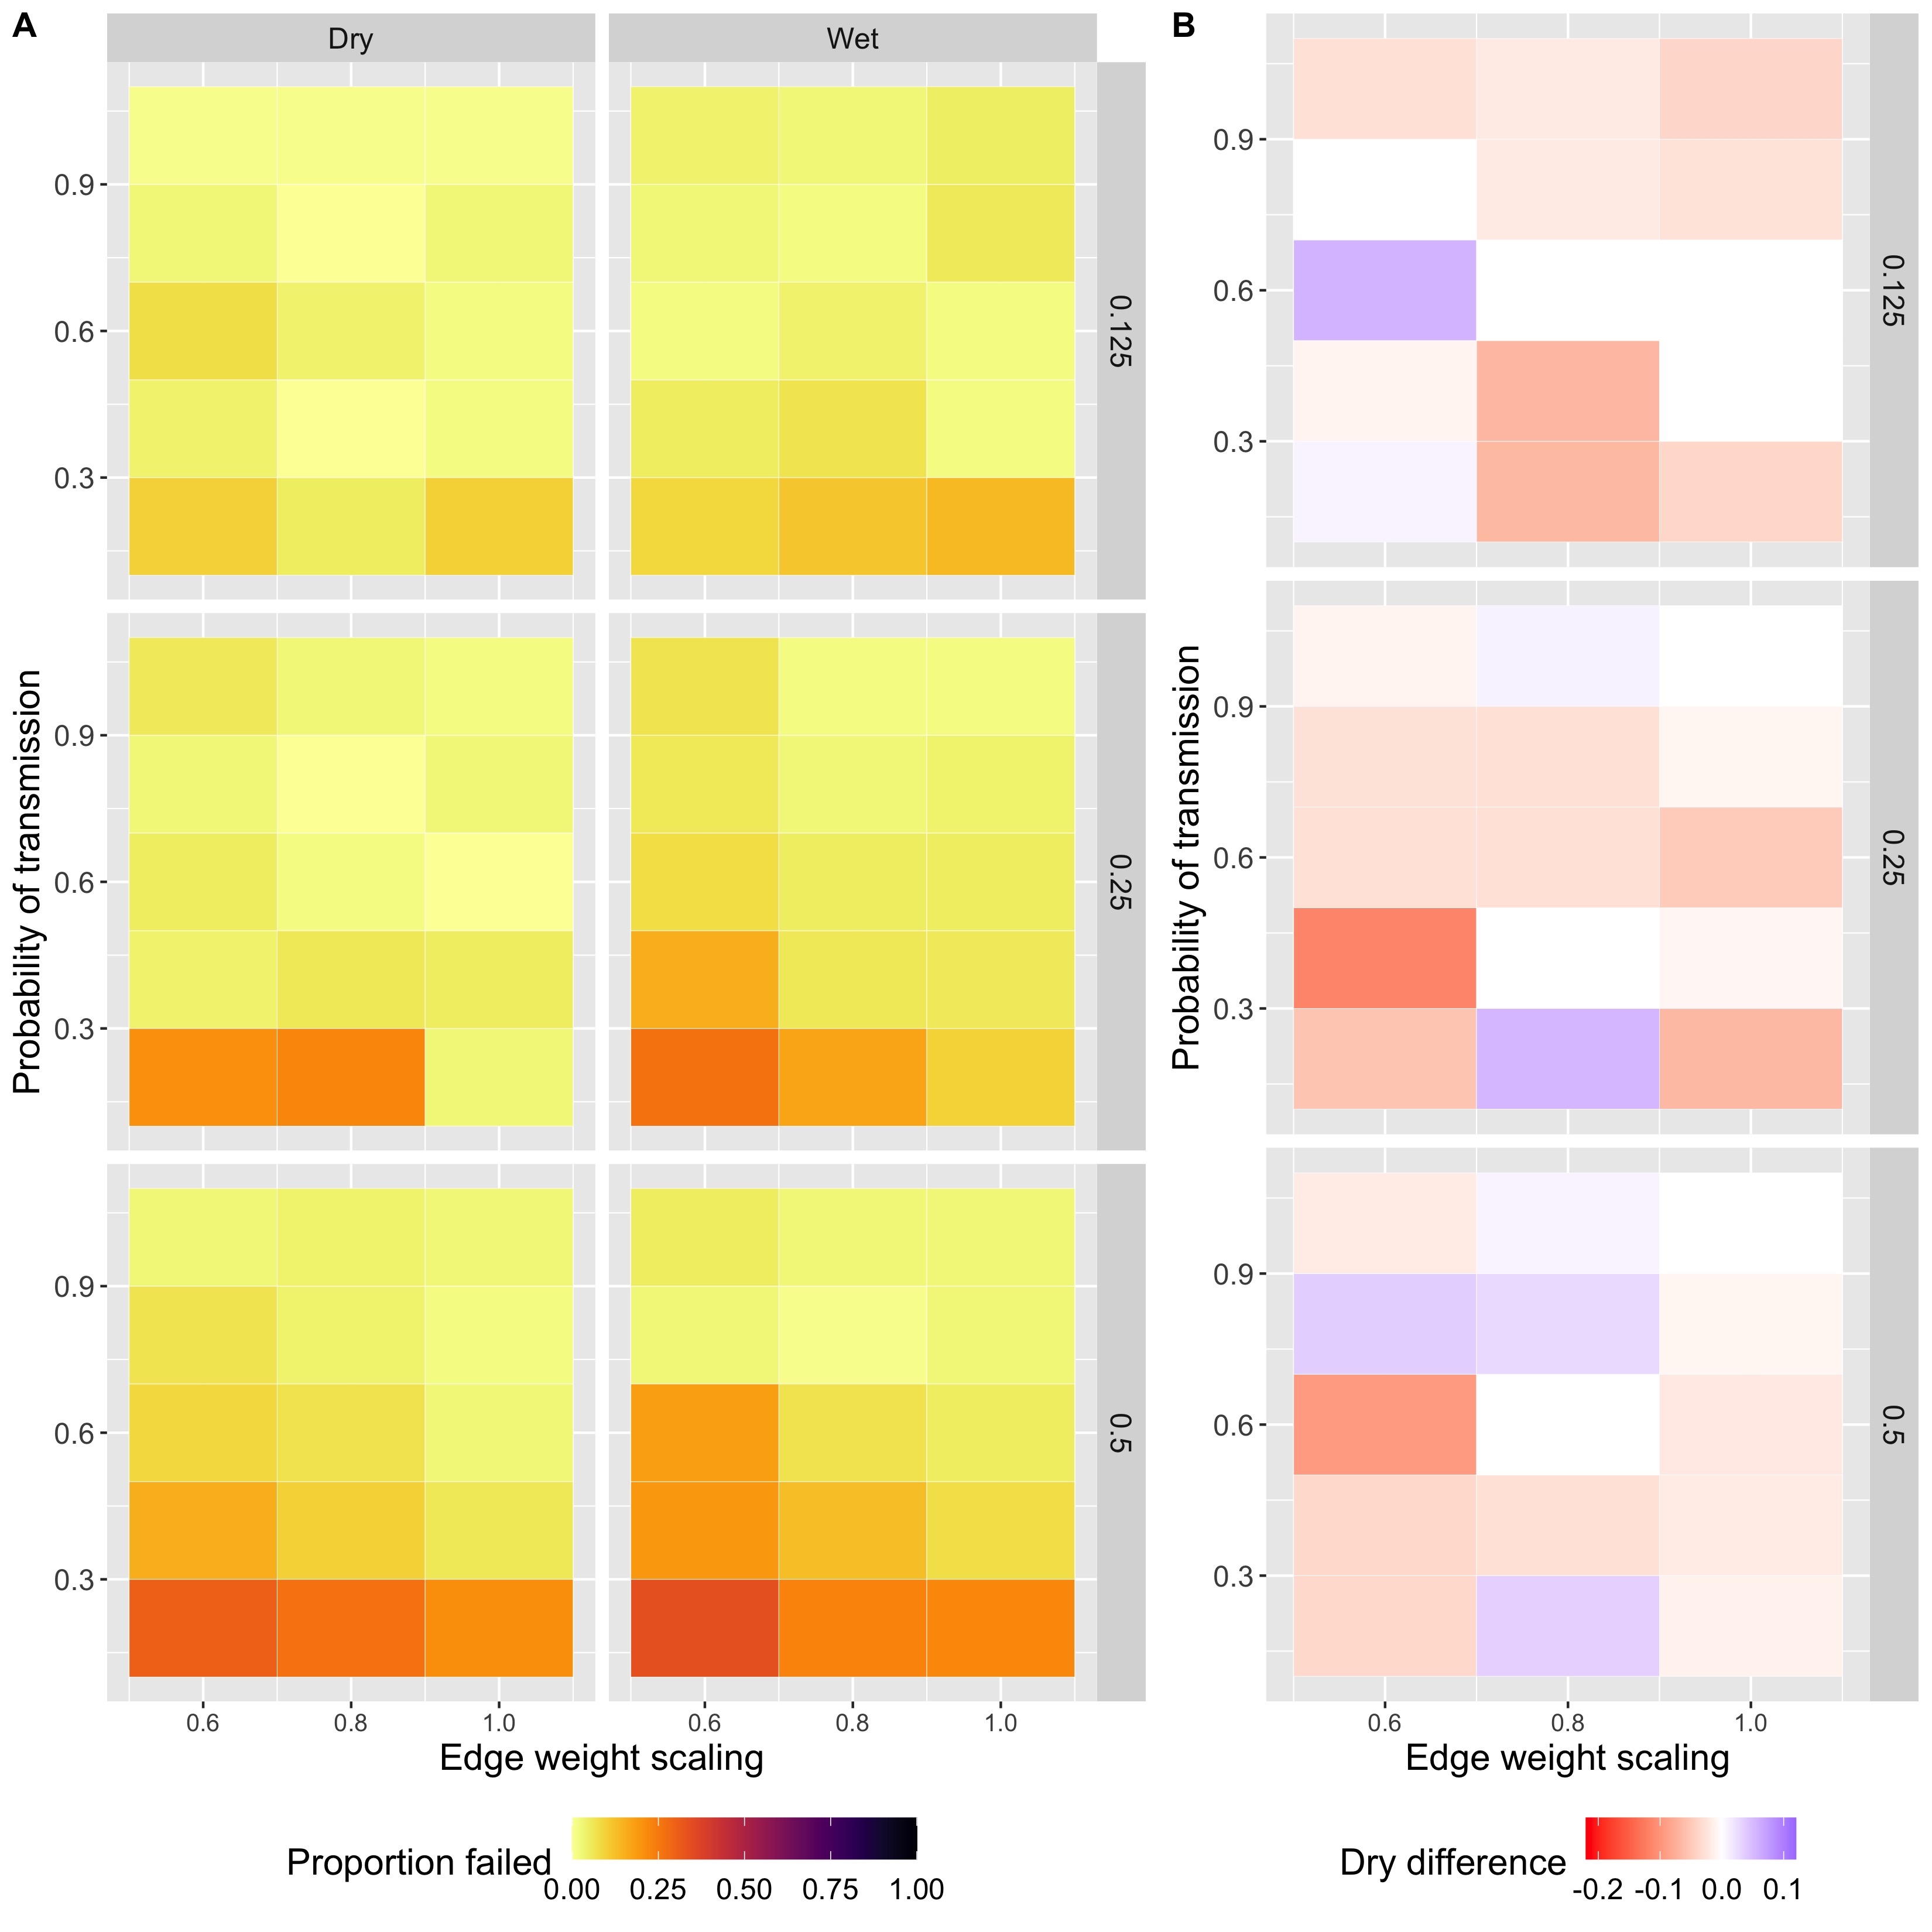 A
B
Dry
Wet
0.9
0.6
0.3
0.125
0.9
0.6
0.3
0.125
Probability of transmission
0.9
0.6
0.3
0.25
Probability of transmission
0.9
0.6
0.3
0.25
0.9
0.6
0.3
0.5
0.9
0.6
0.3
0.5
0.6 0.8 1.0
0.6 0.8 1.0
0.6 0.8 1.0
Edge weight scaling
Edge weight scaling
Proportion failed
0.00 0.25 0.50 0.75 1.00
Dry difference
-0.2 -0.1 0.0 0.1